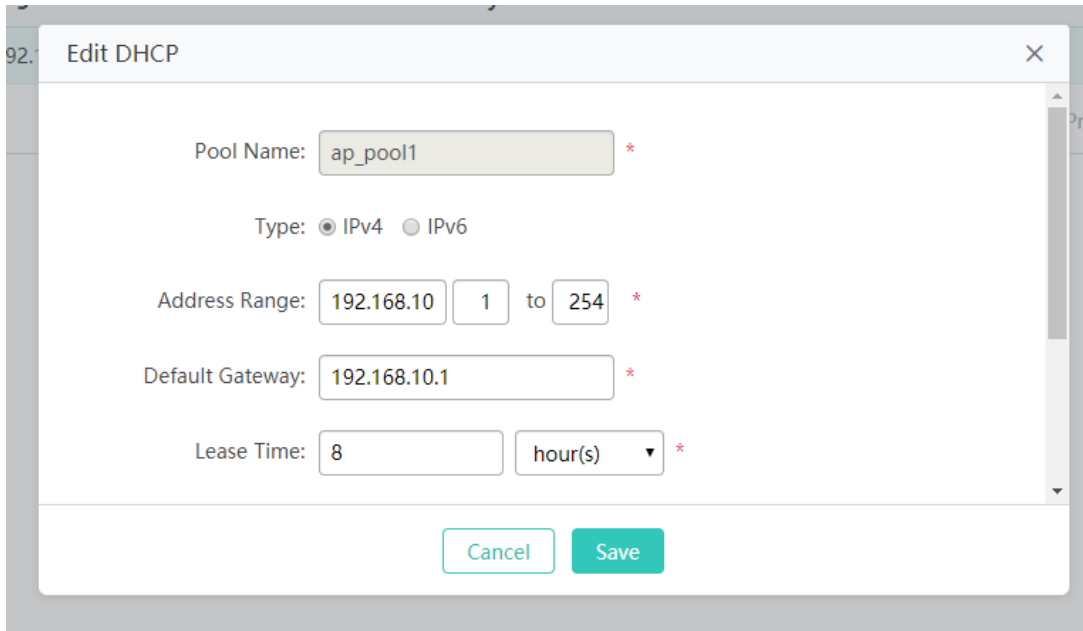 92.
Edit DHCP
Pool Name: ap_pool1 *
Type: IPv4 IPv6
Address Range: 192.168.10 1 to 254 *
Default Gateway: 192.168.10.1 *
Lease Time: 8 hour(s) *
Cancel Save